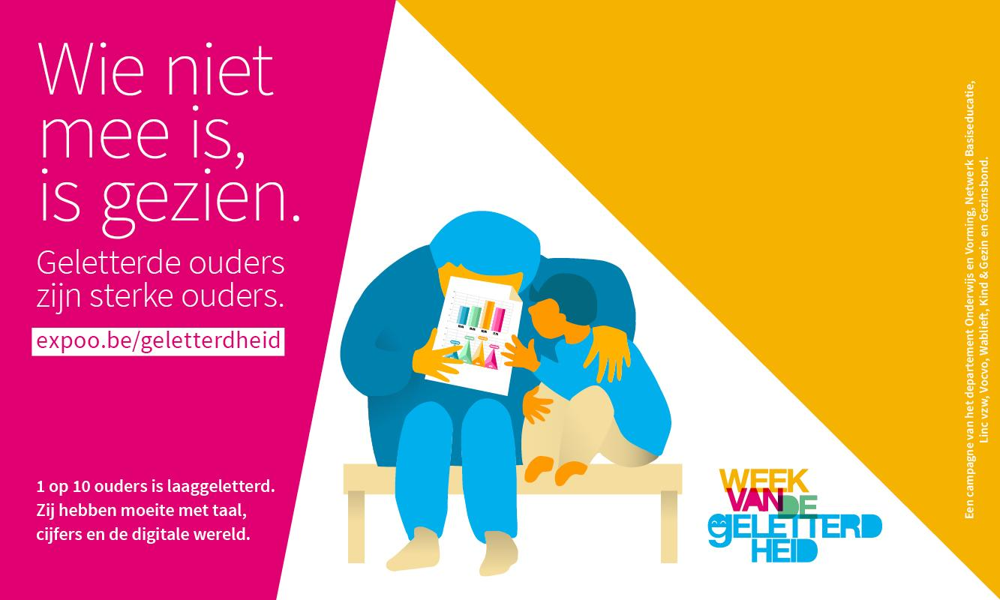 Wie niet
mee is,
is gezien.
Geletterde ouders
zijn sterke ouders.
expoo.be/geletterdheid
1 op 10 ouders is laaggeletterd.
Zij hebben moeite met taal,
cijfers en de digitale wereld.
WEEK
VAN DE
GELETTERD
HEID
Een campagne van het departement Onderwijs en Vorming, Netwerk Basiseducatie,
Linc vzw, Vocvo, Wablieft, Kind & Gezin en Gezinsbond.